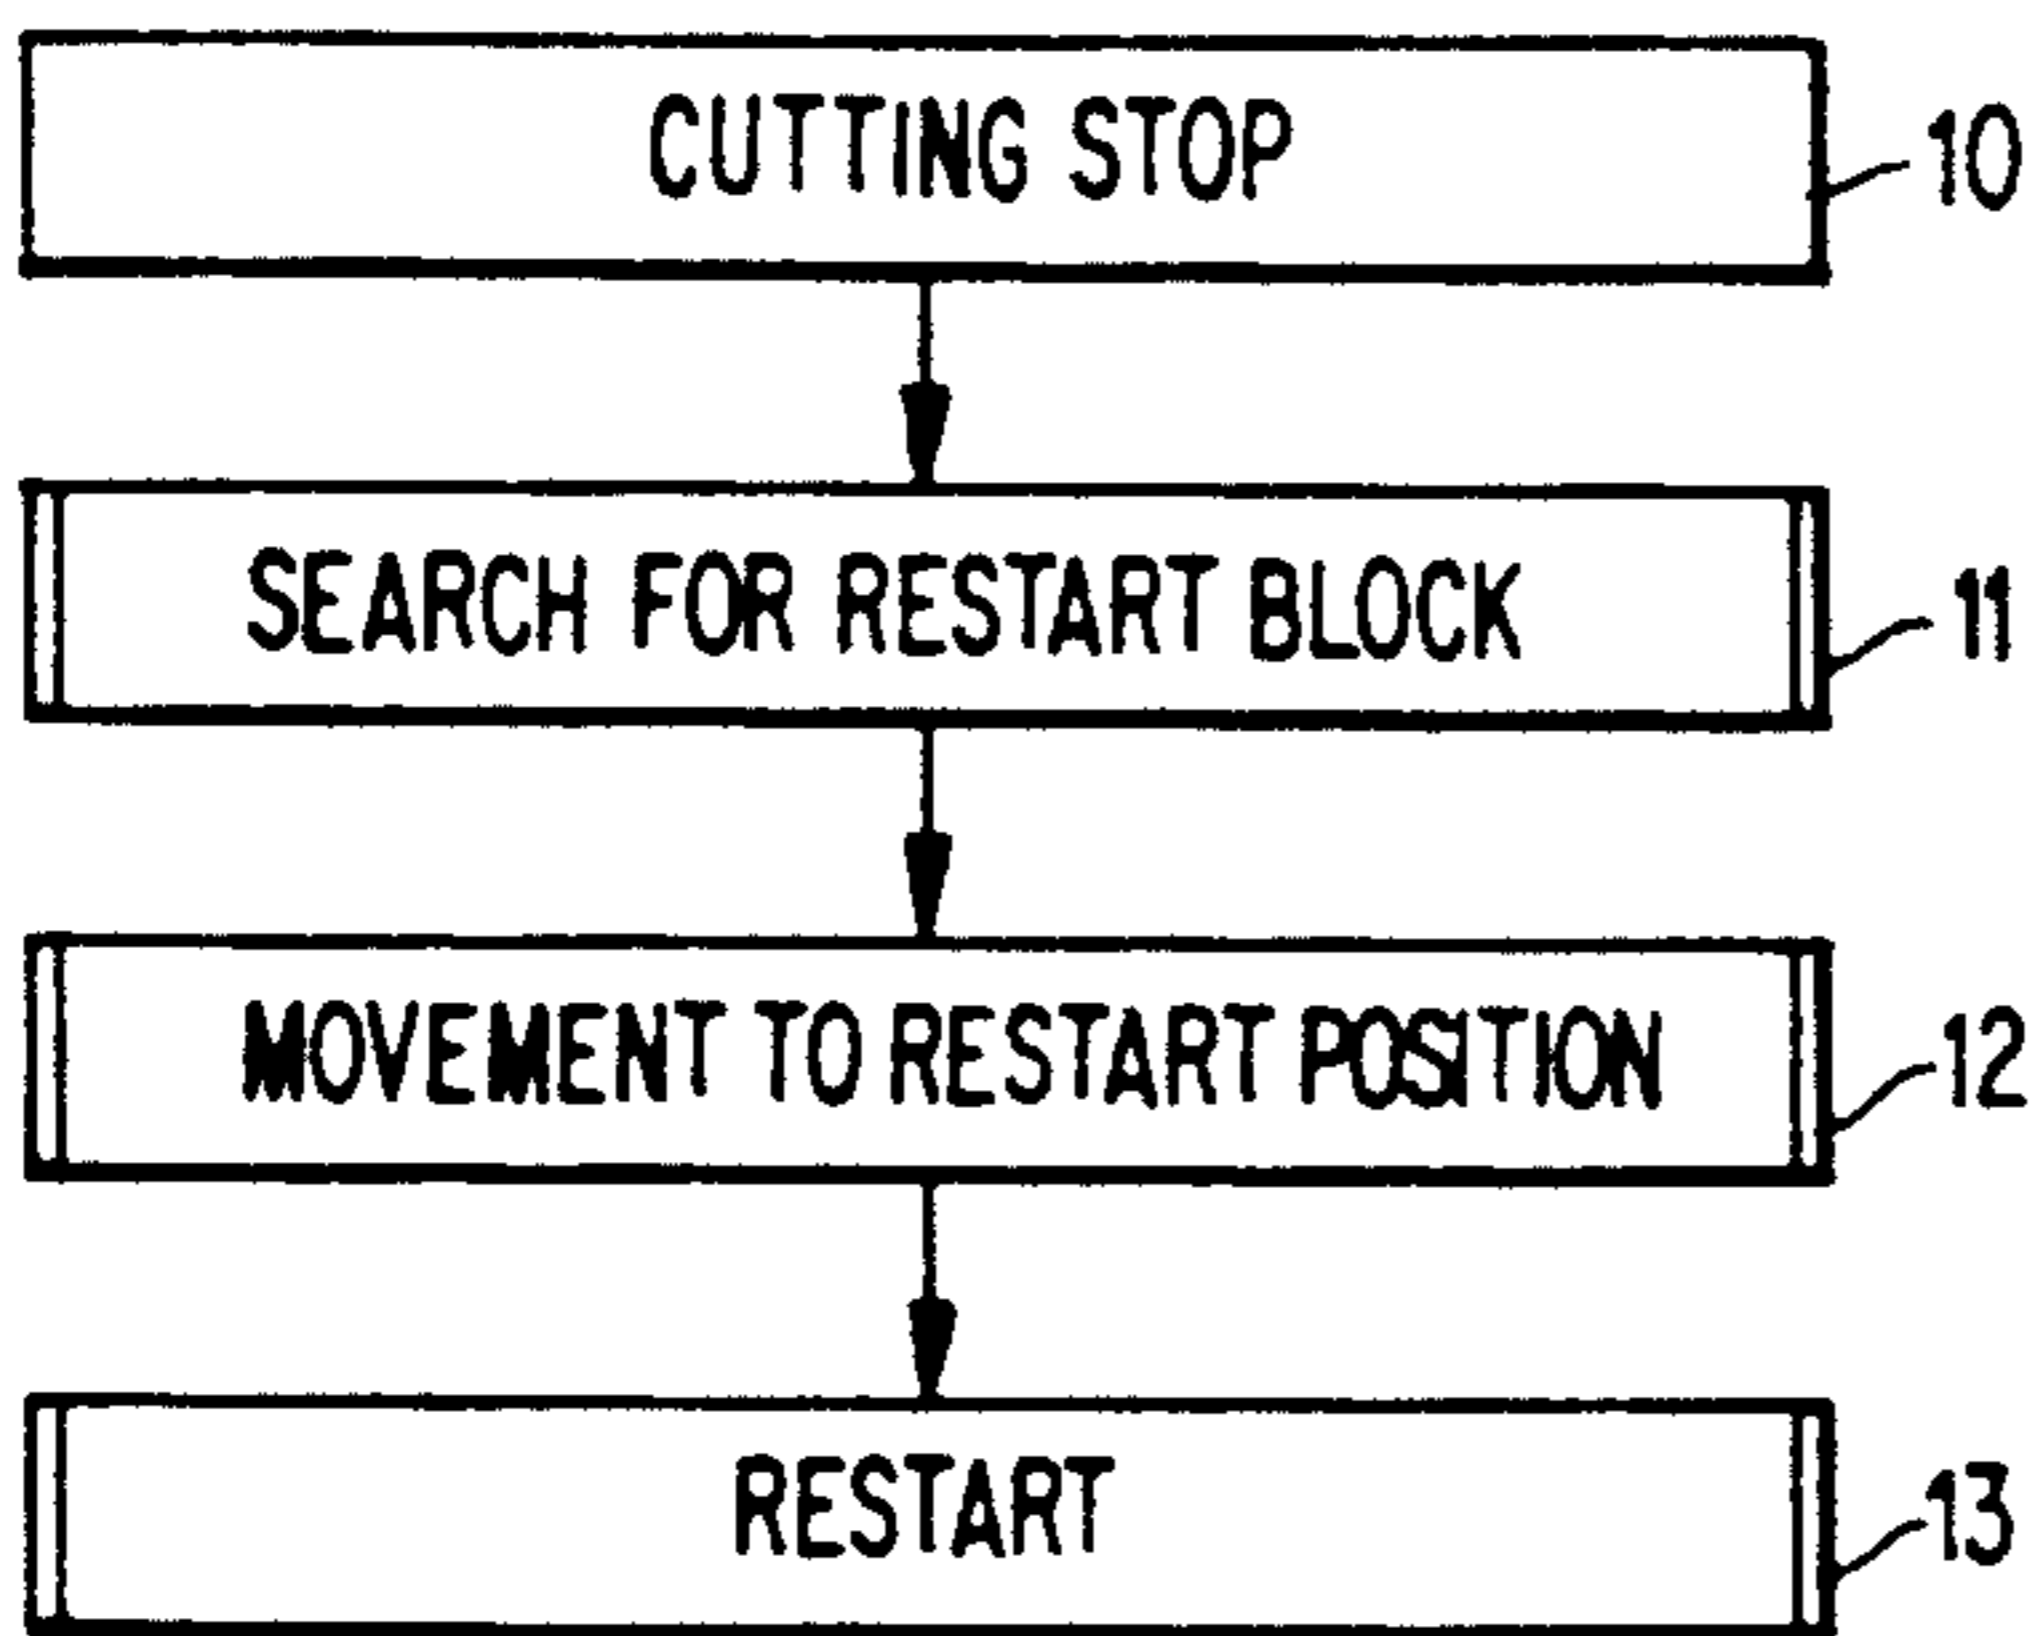 CUTTING STOP
10
SEARCH FOR RESTART BLOCK
11
MOVEMENT TO RESTART POSITION
12
RESTART
13